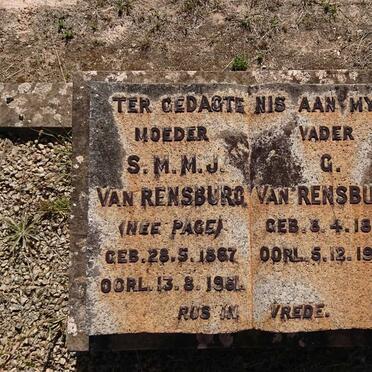 TER GEDAGTE NIS AAN MY
MOEDER VADER
S.M.M.J. G.
VAN RENSBURG VAN RENSBU
(NEE PAGE) GEB. 3.4.18
GEB. 28.5.1867 OORL. 5.12.19
OORL. 13.8.19
RUS IN VREDE.